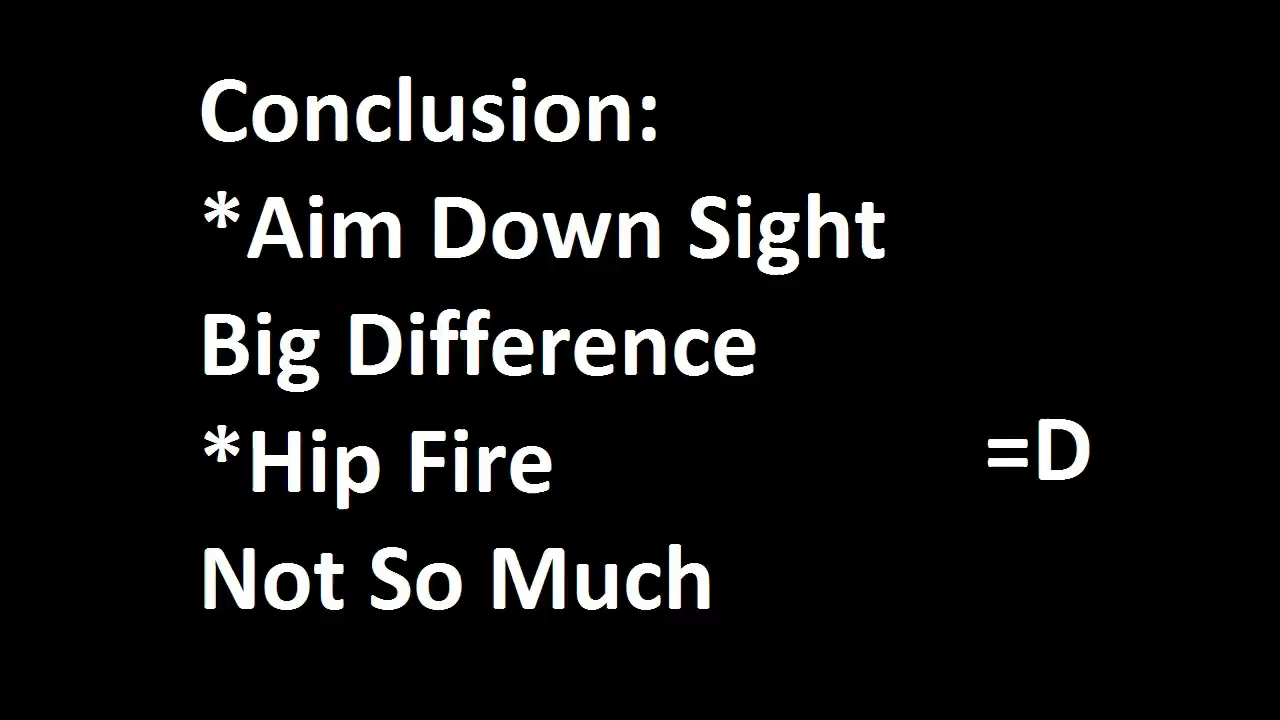 Conclusion:
*Aim Down Sight
Big Difference
*Hip Fire
=D
Not So Much